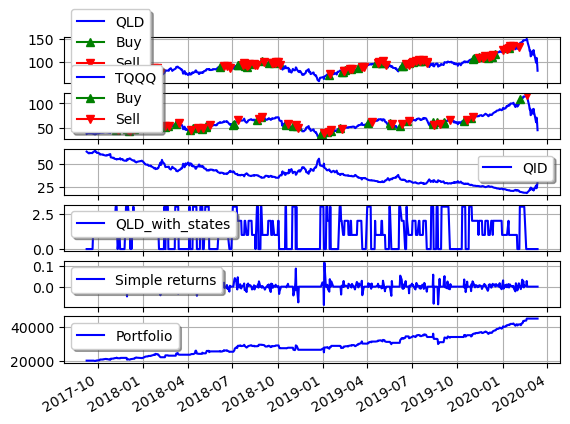 QLD
Buy
Sell
150
100
TQQQ
Buy
Sell
100
50
QID
50
25
QLD_with_states
2.5
0.0
Simple returns
0.1
0.0
Portfolio
40000
20000
2017-10
2018-01
2018-04
2018-07
2018-10
2019-01
2019-04
2019-07
2019-10
2020-01
2020-04